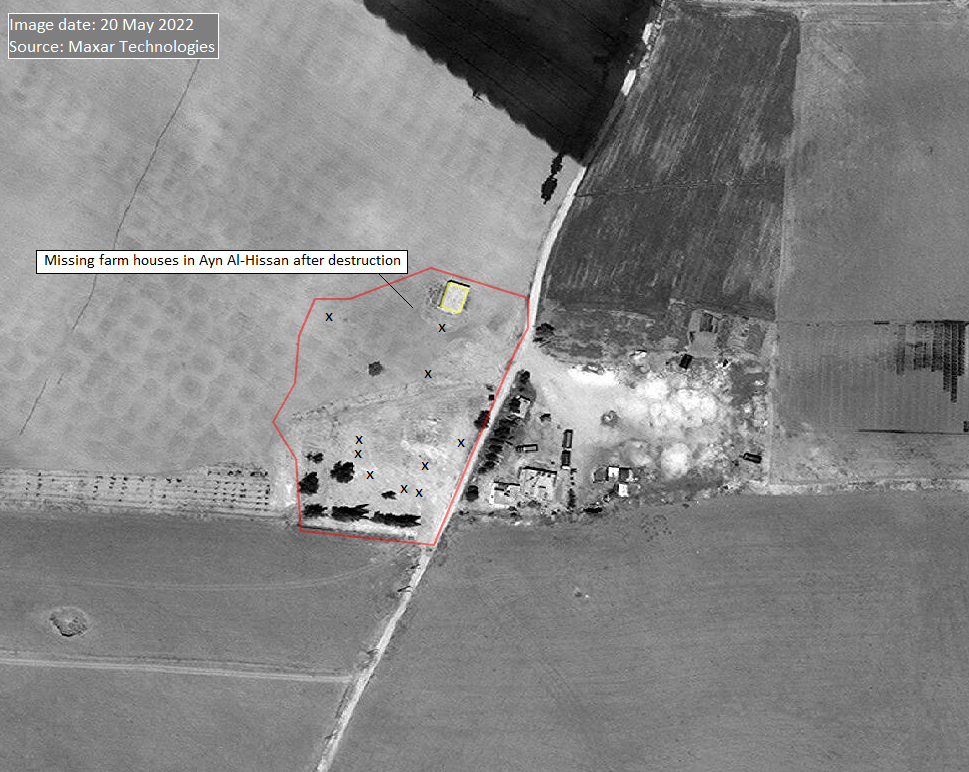 Image date: 20 May 2022
Source: Maxar Technologies
Missing farm houses in Ayn Al-Hissan after destruction
x
x
x
x
x
x
x
x
x
x